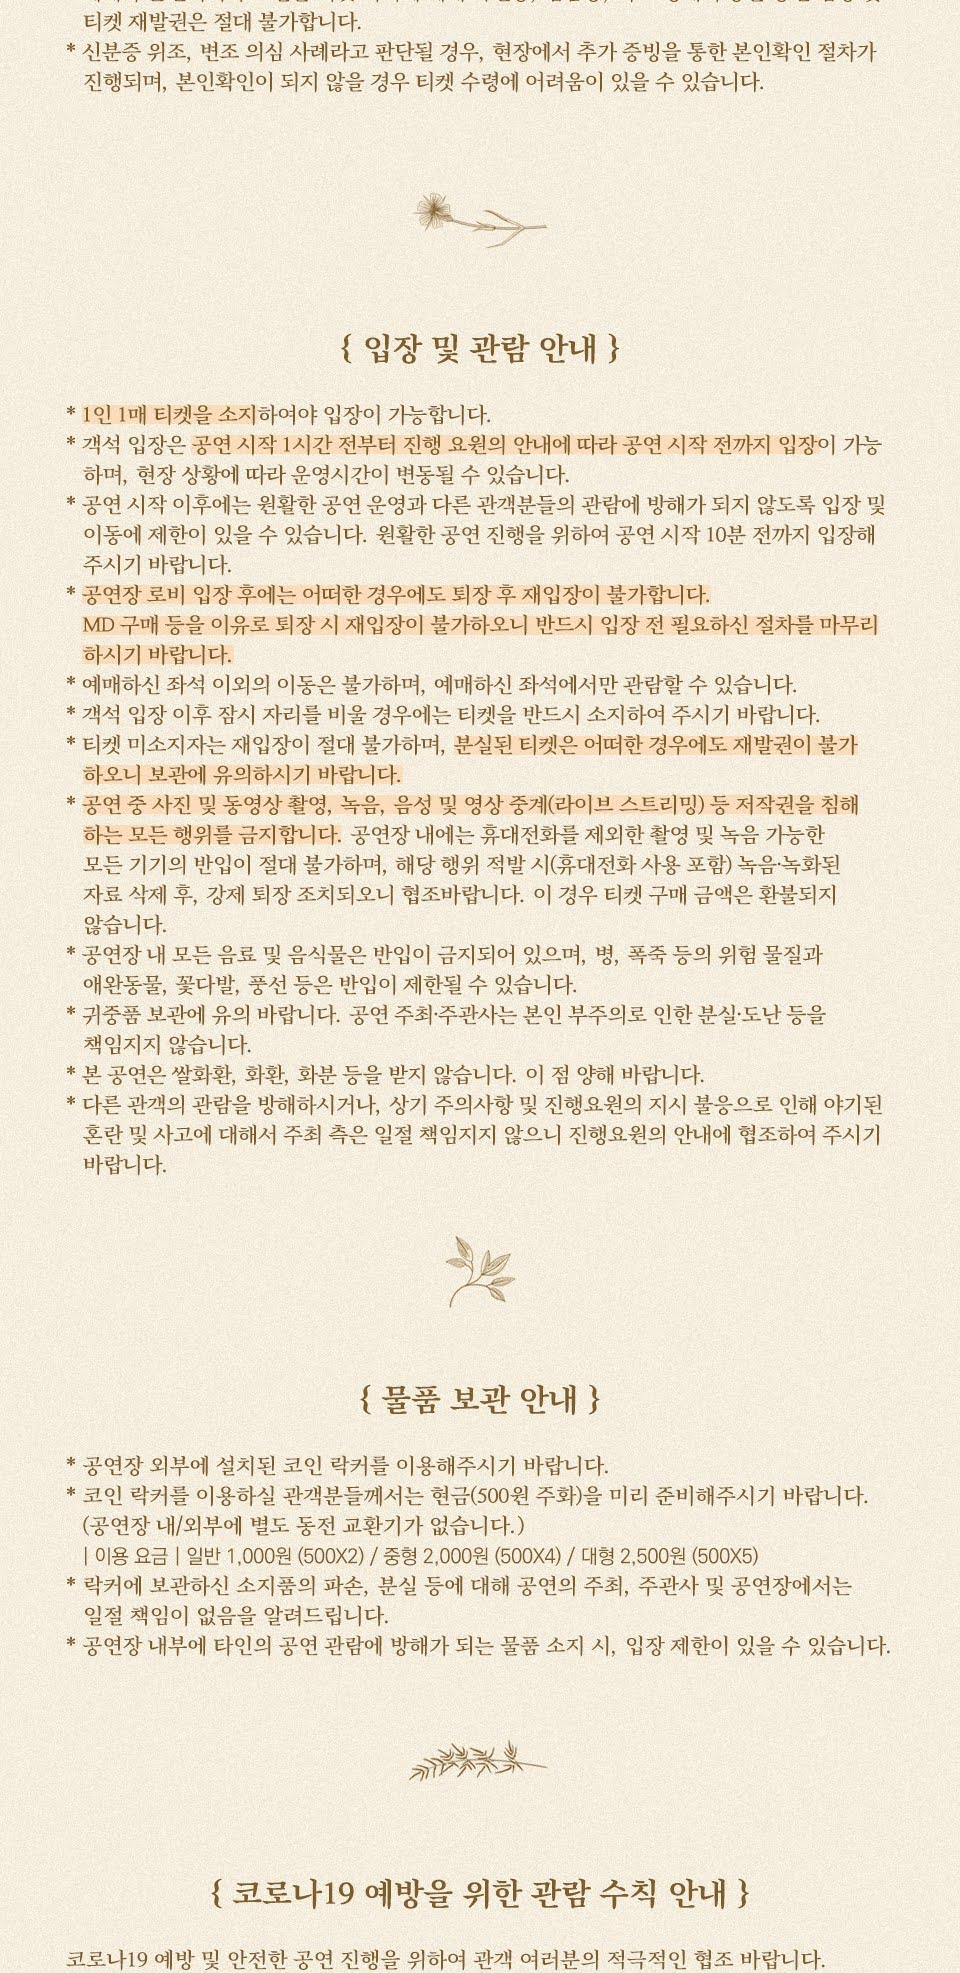 티켓 재발권은 절대 불가합니다.
* 신분증 위조, 변조 의심 사례라고 판단될 경우, 현장에서 추가 증빙을 통한 본인확인 절차가
진행되며, 본인확인이 되지 않을 경우 티켓 수령에 어려움이 있을 수 있습니다.
{ 입장 및 관람 안내 }
* 1인 1매 티켓을 소지하여야 입장이 가능합니다.
* 객석 입장은 공연 시작 1시간 전부터 진행 요원의 안내에 따라 공연 시작 전까지 입장이 가능
하며, 현장 상황에 따라 운영시간이 변동될 수 있습니다.
* 공연 시작 이후에는 원활한 공연 운영과 다른 관객분들의 관람에 방해가 되지 않도록 입장 및
이동에 제한이 있을 수 있습니다. 원활한 공연 진행을 위하여 공연 시작 10분 전까지 입장해
주시기 바랍니다.
* 공연장 로비 입장 후에는 어떠한 경우에도 퇴장 후 재입장이 불가합니다.
MD 구매 등을 이유로 퇴장 시 재입장이 불가하오니 반드시 입장 전 필요하신 절차를 마무리
하시기 바랍니다.
* 예매하신 좌석 이외의 이동은 불가하며, 예매하신 좌석에서만 관람할 수 있습니다.
* 객석 입장 이후 잠시 자리를 비울 경우에는 티켓을 반드시 소지하여 주시기 바랍니다.
* 티켓 미소지자는 재입장이 절대 불가하며, 분실된 티켓은 어떠한 경우에도 재발권이 불가
하오니 보관에 유의하시기 바랍니다.
* 공연 중 사진 및 동영상 촬영, 녹음, 음성 및 영상 중계(라이브 스트리밍) 등 저작권을 침해
하는 모든 행위를 금지합니다. 공연장 내에는 휴대전화를 제외한 촬영 및 녹음 가능한
모든 기기의 반입이 절대 불가하며, 해당 행위 적발 시(휴대전화 사용 포함) 녹음·녹화된
자료 삭제 후, 강제 퇴장 조치되오니 협조바랍니다. 이 경우 티켓 구매 금액은 환불되지
않습니다.
* 공연장 내 모든 음료 및 음식물은 반입이 금지되어 있으며, 병, 폭죽 등의 위험 물질과
애완동물, 꽃다발, 풍선 등은 반입이 제한될 수 있습니다.
* 귀중품 보관에 유의 바랍니다. 공연 주최·주관사는 본인 부주의로 인한 분실·도난 등을
책임지지 않습니다.
* 본 공연은 쌀화환, 화환, 화분 등을 받지 않습니다. 이 점 양해 바랍니다.
* 다른 관객의 관람을 방해하시거나, 상기 주의사항 및 진행요원의 지시 불응으로 인해 야기된
혼란 및 사고에 대해서 주최 측은 일절 책임지지 않으니 진행요원의 안내에 협조하여 주시기
바랍니다.
{ 물품 보관 안내 }
* 공연장 외부에 설치된 코인 락커를 이용해주시기 바랍니다.
* 코인 락커를 이용하실 관객분들께서는 현금(500원 주화)을 미리 준비해주시기 바랍니다.
(공연장 내/외부에 별도 동전 교환기가 없습니다.)
| 이용 요금 | 일반 1,000원 (500X2) / 중형 2,000원 (500X4) / 대형 2,500원 (500X5)
* 락커에 보관하신 소지품의 파손, 분실 등에 대해 공연의 주최, 주관사 및 공연장에서는
일절 책임이 없음을 알려드립니다.
* 공연장 내부에 타인의 공연 관람에 방해가 되는 물품 소지 시, 입장 제한이 있을 수 있습니다.
{ 코로나19 예방을 위한 관람 수칙 안내 }
코로나19 예방 및 안전한 공연 진행을 위하여 관객 여러분의 적극적인 협조 바랍니다.